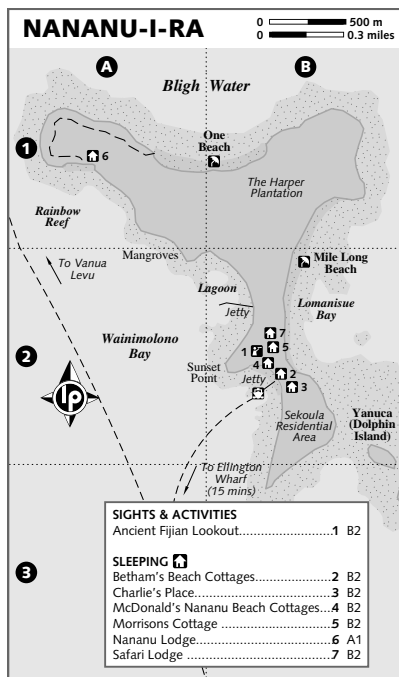 NANANU-I-RA
0 500 m
0 0.3 miles
A
B
Bligh Water
1
One
Beach
6
The Harper
Plantation
Rainbow
Reef
Mangroves
To Vanua
Levu
Mile Long
Beach
Lagoon
Jetty
Lomanisue
Bay
Wainimolono
Bay
7
1
5
2
Sunset
Point
4
Jetty
2
3
lp
Sekoula
Residential
Area
Yanuca
(Dolphin
Island)
To Ellington
Wharf
(15 mins)
3
SIGHTS & ACTIVITIES
Ancient Fijian Lookout........................1 B2
SLEEPING
Betham's Beach Cottages....................2 B2
Charlie's Place....................................3 B2
McDonald's Nananu Beach Cottages...4 B2
Morrisons Cottage ..............................5 B2
Nananu Lodge....................................6 A1
Safari Lodge ......................................7 B2